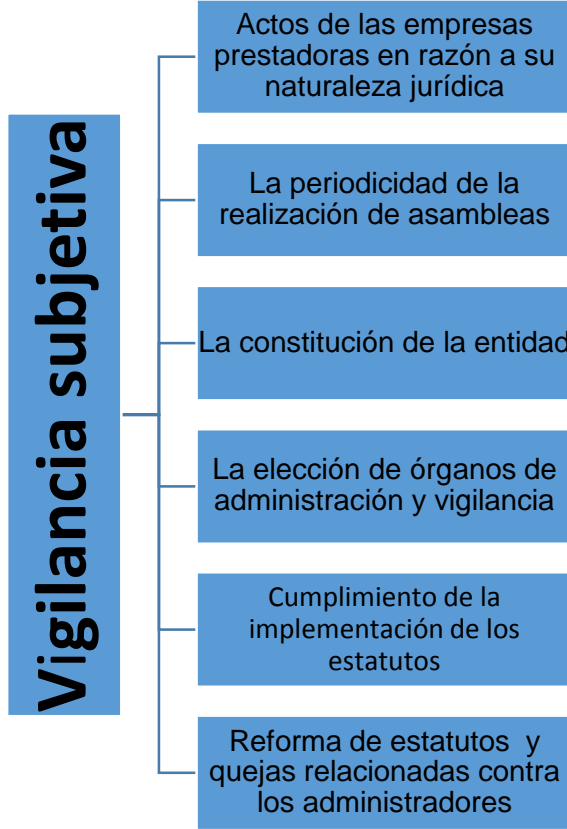 Vigilancia subjetiva
Actos de las empresas
prestadoras en razón a su
naturaleza jurídica
La periodicidad de la
realización de asambleas
La constitución de la entidad
La elección de órganos de
administración y vigilancia
Cumplimiento de la
implementación de los
estatutos
Reforma de estatutos y
quejas relacionadas contra
los administradores